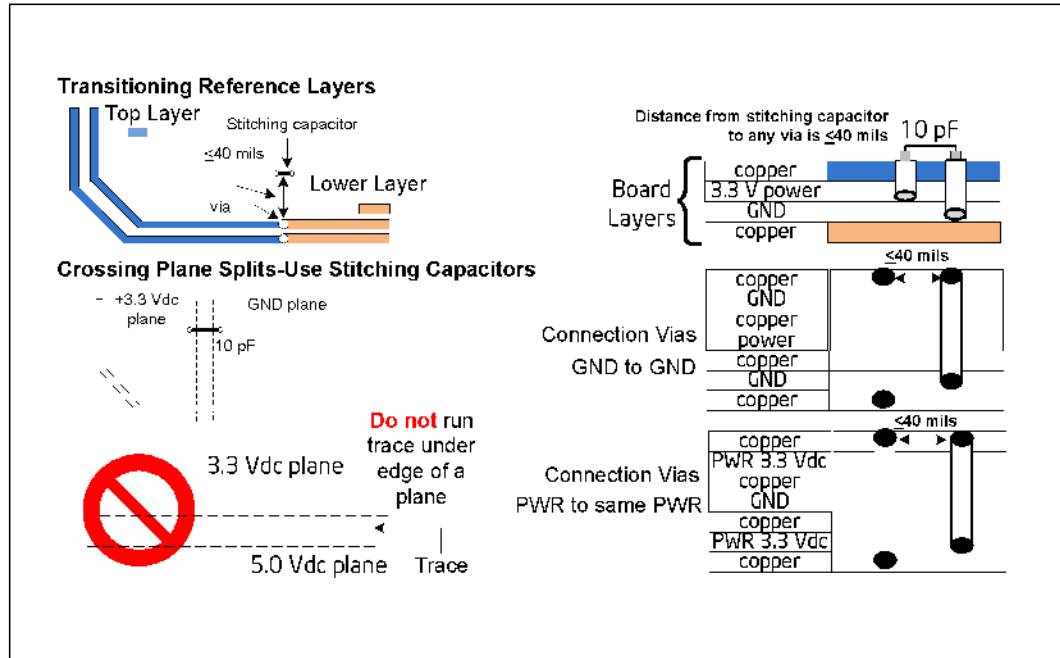 Transitioning Reference Layers
Top Layer
Stitching capacitor
≤40 mils
Lower Layer
via
Crossing Plane Splits-Use Stitching Capacitors
– +3.3 Vdc
plane
GND plane
10 pF
Do not run
trace under
edge of a
plane
3.3 Vdc plane
5.0 Vdc plane
Trace
Distance from stitching capacitor
to any via is ≤40 mils
10 pF
Board
Layers
copper
3.3 V power
GND
copper
≤40 mils
Connection Vias
GND to GND
copper
GND
copper
power
copper
GND
copper
≤40 mils
Connection Vias
PWR to same PWR
copper
PWR 3.3 Vdc
copper
GND
copper
PWR 3.3 Vdc
copper